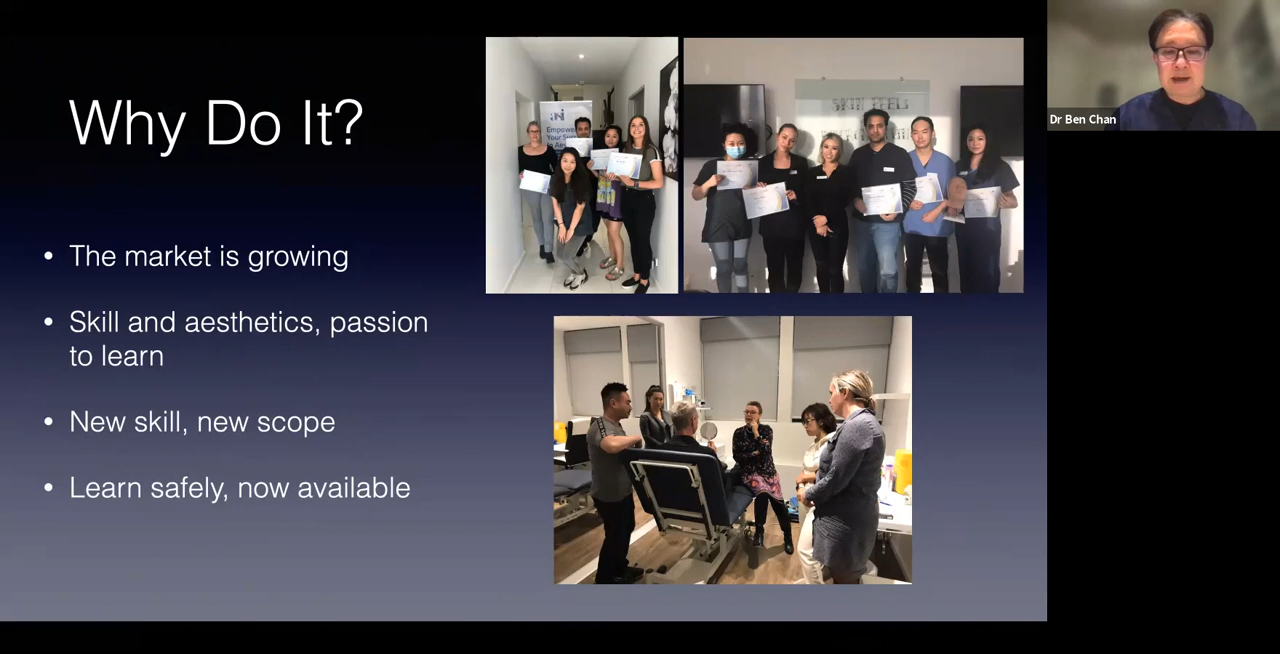 Why Do It?
• The market is growing
• Skill and aesthetics, passion
to learn
• New skill, new scope
• Learn safely, now available
Dr Ben Chan